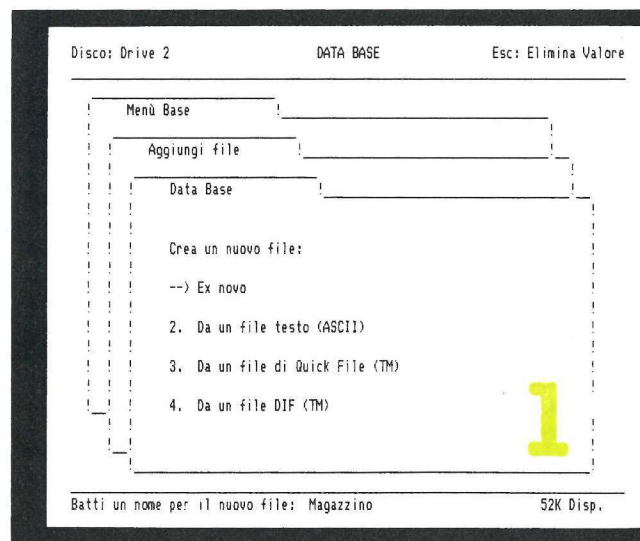 Disco: Drive 2 DATA BASE Esc: Elimina Valore
Menù Base
Aggiungi file
Data Base
Crea un nuovo file:
--> Ex novo
2. Da un file testo (ASCII)
3. Da un file di Quick File (TM)
4. Da un file DIF (TM)
1
Batti un nome per il nuovo file: Magazzino 52K Disp.